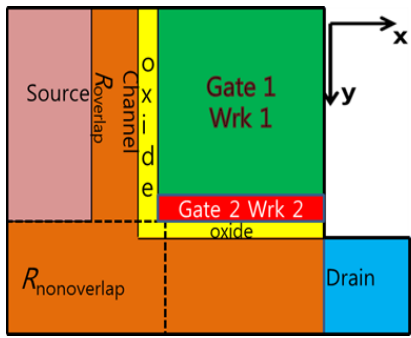 Source
Roverlap
Channel
oxide
Gate 1
Wrk 1
Gate 2 Wrk 2
oxide
x
y
Rnonoverlap
Drain